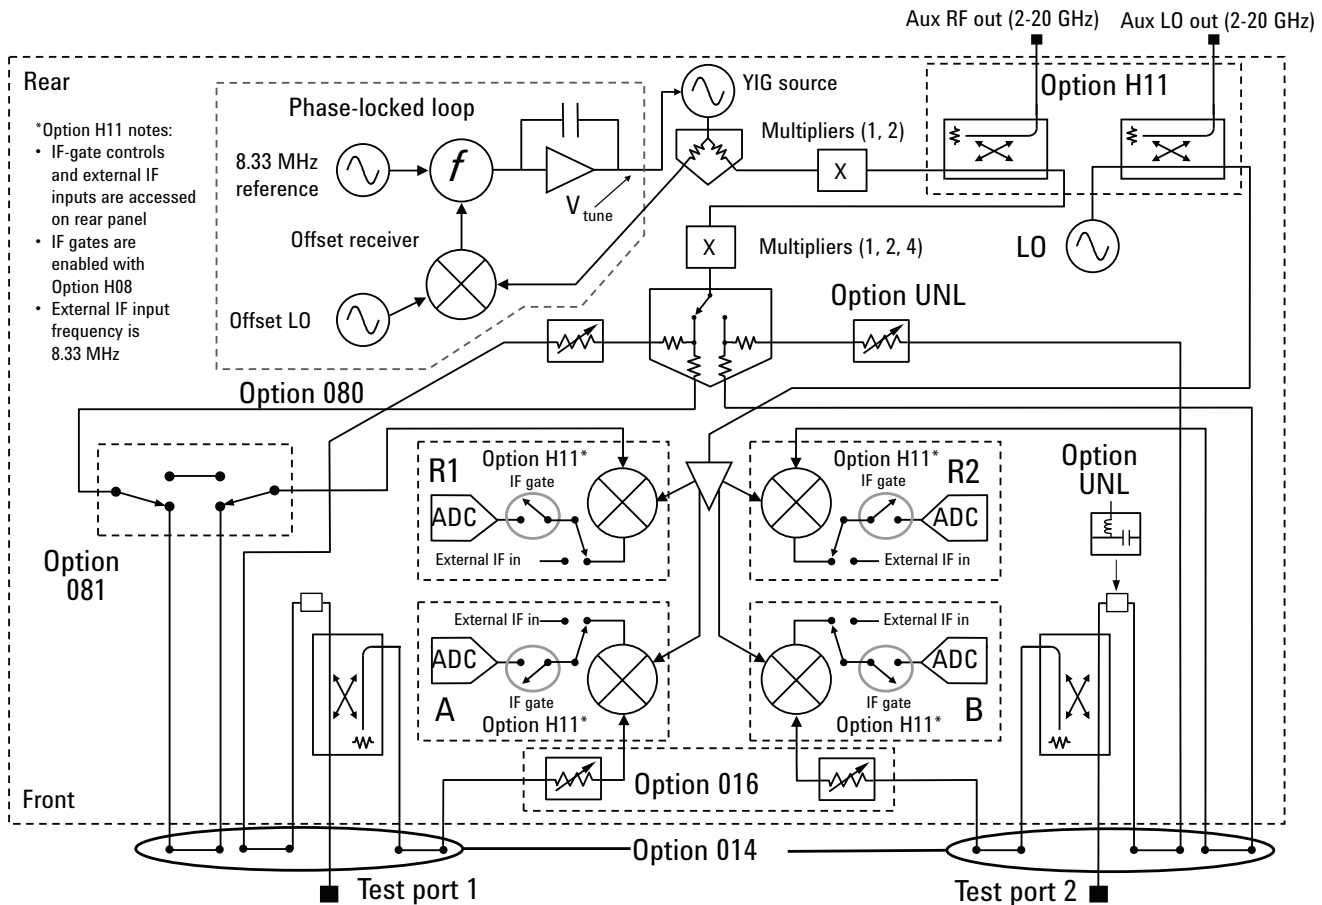 Aux RF out (2-20 GHz)
Aux LO out (2-20 GHz)
Rear
Option H11
YIG source
Phase-locked loop
*Option H11 notes:
• IF-gate controls
and external IF
inputs are accessed
on rear panel
• IF gates are
enabled with
Option H08
• External IF input
frequency is
8.33 MHz
Multipliers (1, 2)
8.33 MHz
reference
f
X
V tune
Offset receiver
X
Multipliers (1, 2, 4)
LO
Offset LO
Option UNL
Option 080
R1
Option H11*
IF gate
ADC
External IF in
Option H11*
R2
IF gate
ADC
External IF in
Option
UNL
Option
081
External IF in
ADC
IF gate
A
Option H11*
External IF in
ADC
IF gate
Option H11*
B
Option 016
Front
Option 014
Test port 1
Test port 2